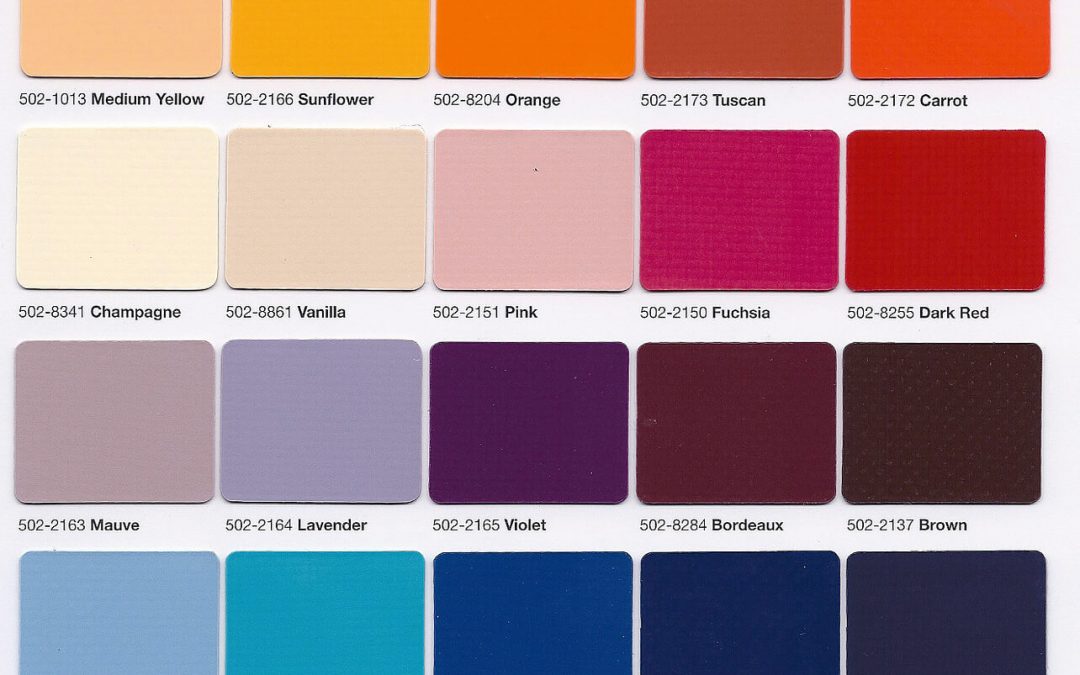 502-1013 Medium Yellow 502-2166 Sunflower 502-8204 Orange 502-2173 Tuscan 502-2172 Carrot
502-8341 Champagne 502-8861 Vanilla 502-2151 Pink 502-2150 Fuchsia 502-8255 Dark Red
502-2163 Mauve 502-2164 Lavender 502-2165 Violet 502-8284 Bordeaux 502-2137 Brown